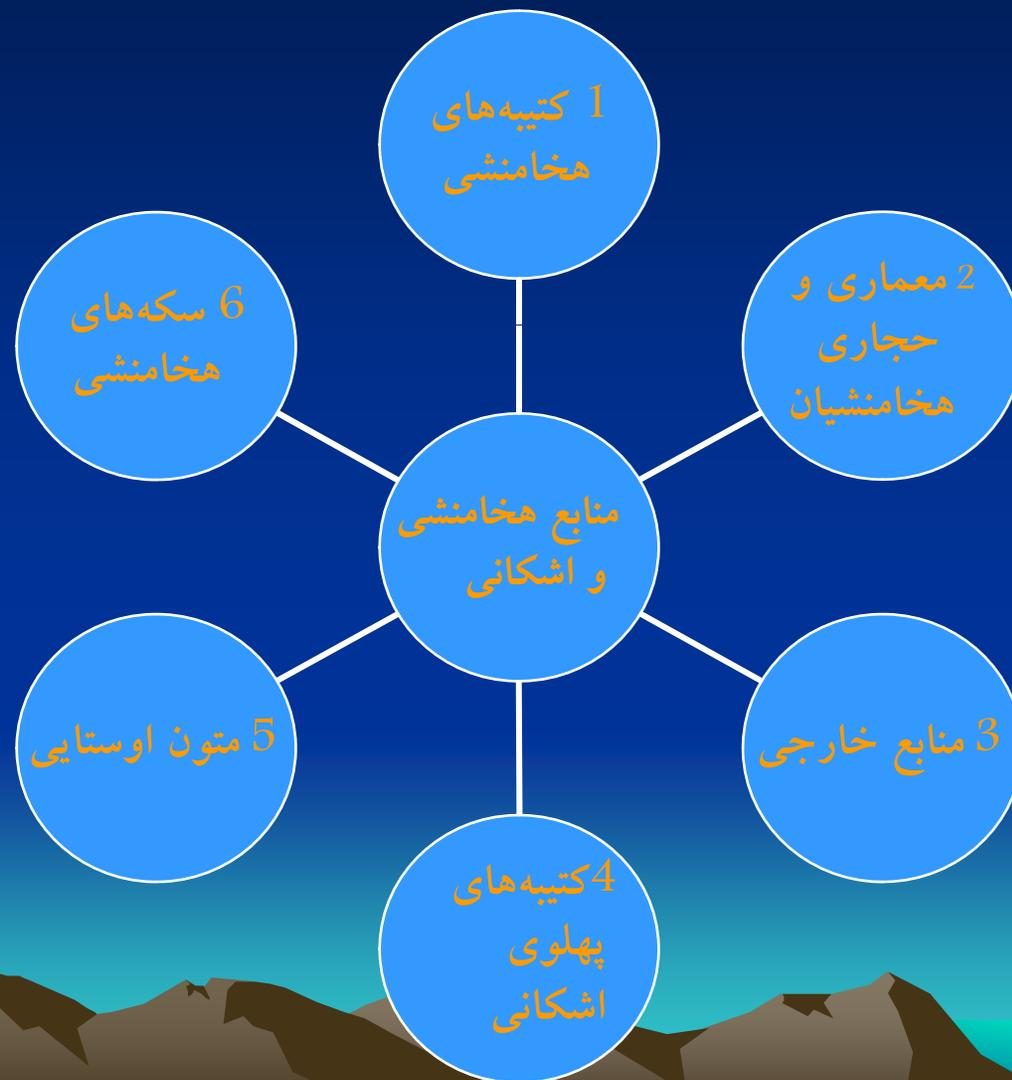 منابع هخامنشی
و اشکانی
1 کتیبه‌های
هخامنشی
2 معماری و
حجاری
هخامنشیان
3 منابع خارجی
4کتیبه‌های
پهلوی
اشکانی
5 متون اوستایی
6 سکه‌های
هخامنشی